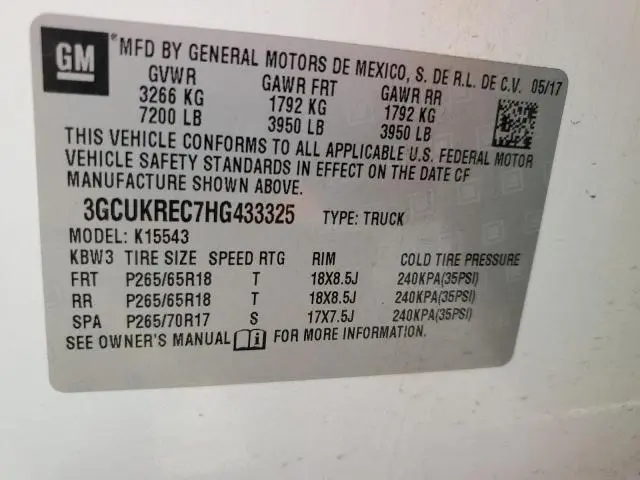 GM
*MFD BY GENERAL MOTORS DE MEXICO, S. DE R.L. DE C.V. 05/17
GVWR GAWR FRT GAWR RR
3266 KG 1792 KG 1792 KG
7200 LB 3950 LB 3950 LB
THIS VEHICLE CONFORMS TO ALL APPLICABLE U.S. FEDERAL MOTOR
VEHICLE SAFETY STANDARDS IN EFFECT ON THE DATE OF
MANUFACTURE SHOWN ABOVE.
3GCUKREC7HG433325 TYPE: TRUCK
MODEL: K15543
KBW3 TIRE SIZE SPEED RTG RIM COLD TIRE PRESSURE
FRT P265/65R18 T 18X8.5J 240KPA(35PSI)
RR P265/65R18 T 18X8.5J 240KPA(35PSI)
SPA P265/70R17 S 17X7.5J 240KPA(35PSI)
SEE OWNER'S MANUAL FOR MORE INFORMATION.